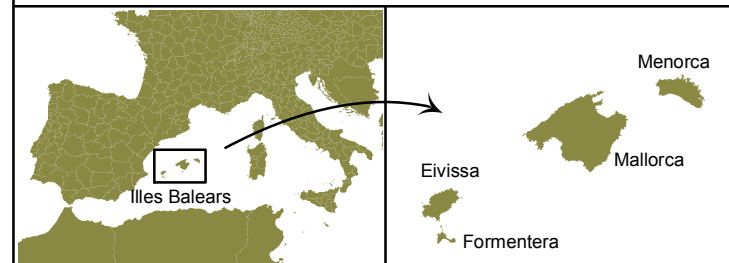 Illes Balears
Menorca
Mallorca
Eivissa
Formentera